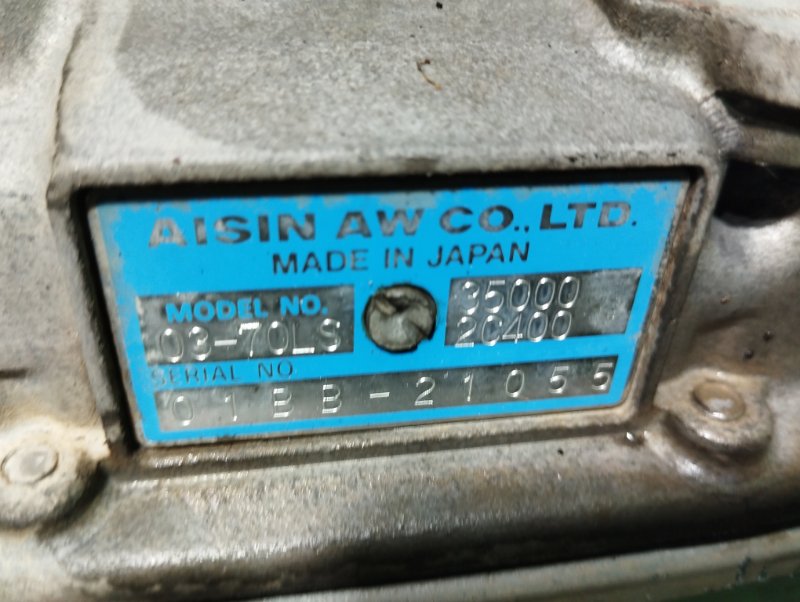 AISIN AW CO., LTD.
MADE IN JAPAN
MODEL NO.
03-70LS
35000
2C400
SERIAL NO
01BB-21055